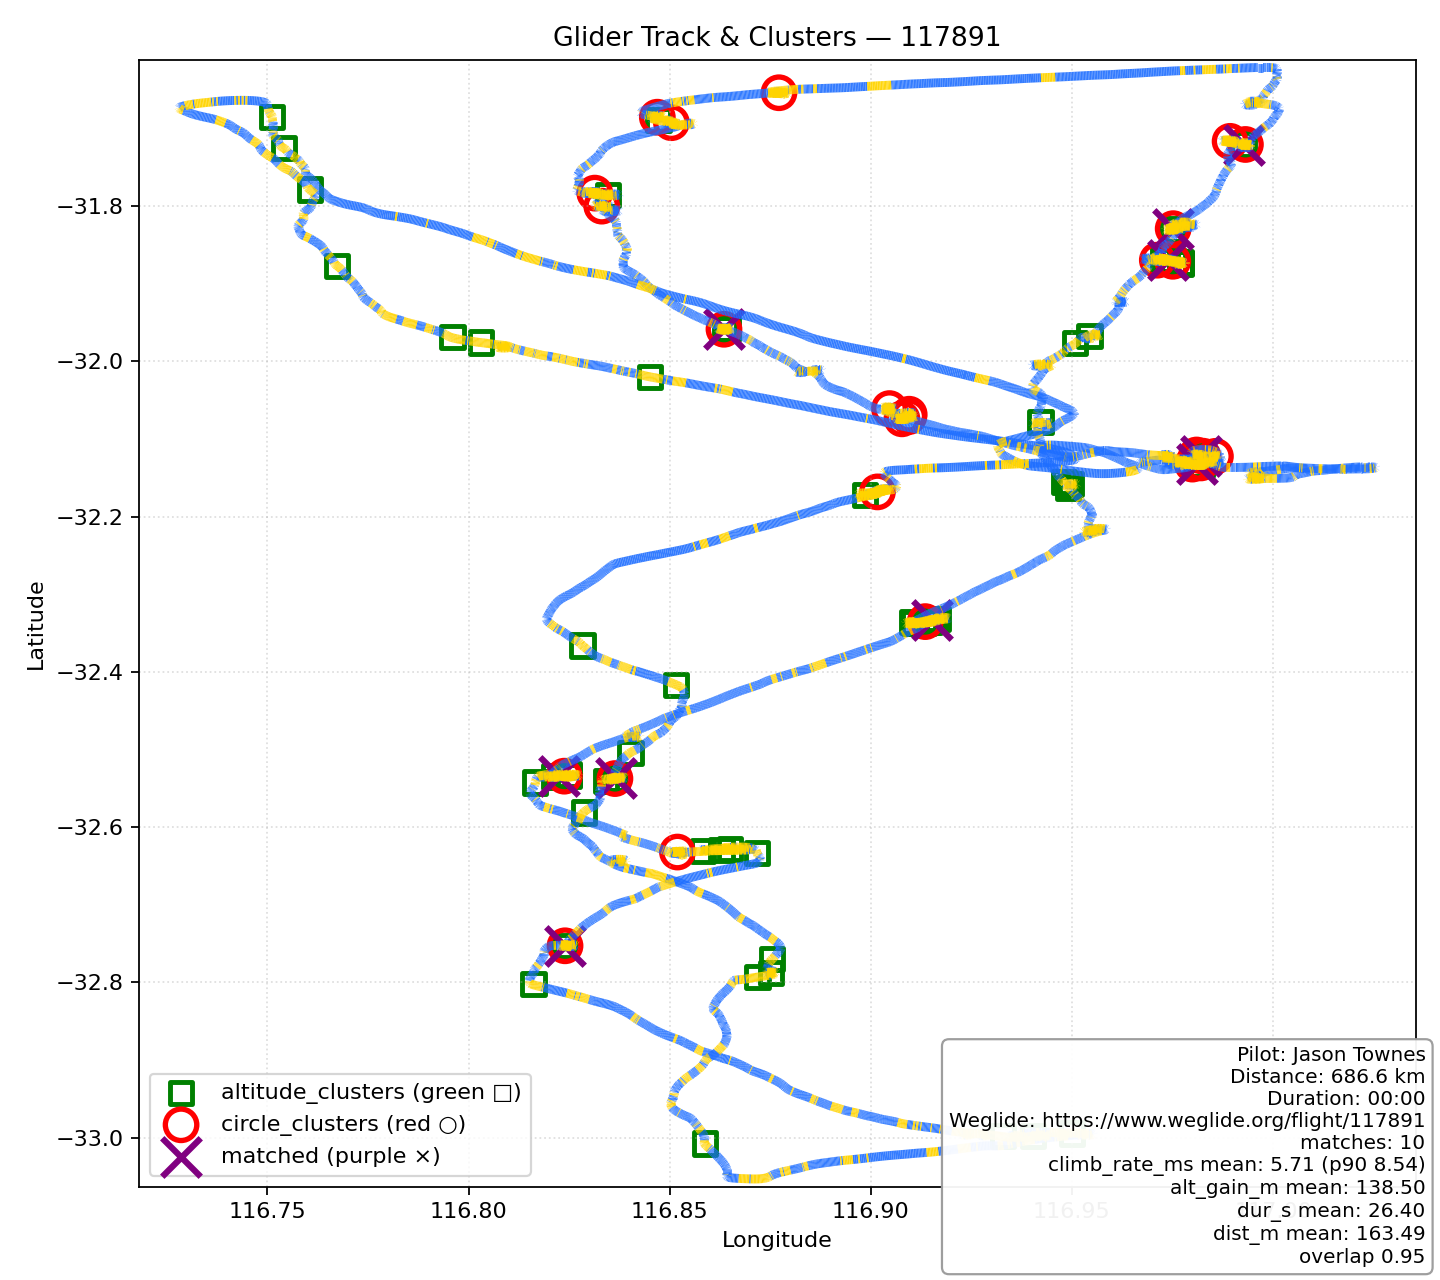 Glider Track & Clusters — 117891
Latitude
−31.8
−32.0
−32.2
−32.4
−32.6
−32.8
−33.0
altitude_clusters (green □)
circle_clusters (red ○)
matched (purple ×)
Pilot: Jason Townes
Distance: 686.6 km
Duration: 00:00
Weglide: https://www.weglide.org/flight/117891
matches: 10
climb_rate_ms mean: 5.71 (p90 8.54)
alt_gain_m mean: 138.50
dur_s mean: 26.40
dist_m mean: 163.49
overlap 0.95
116.75
116.80
116.85
116.90
116.95
Longitude